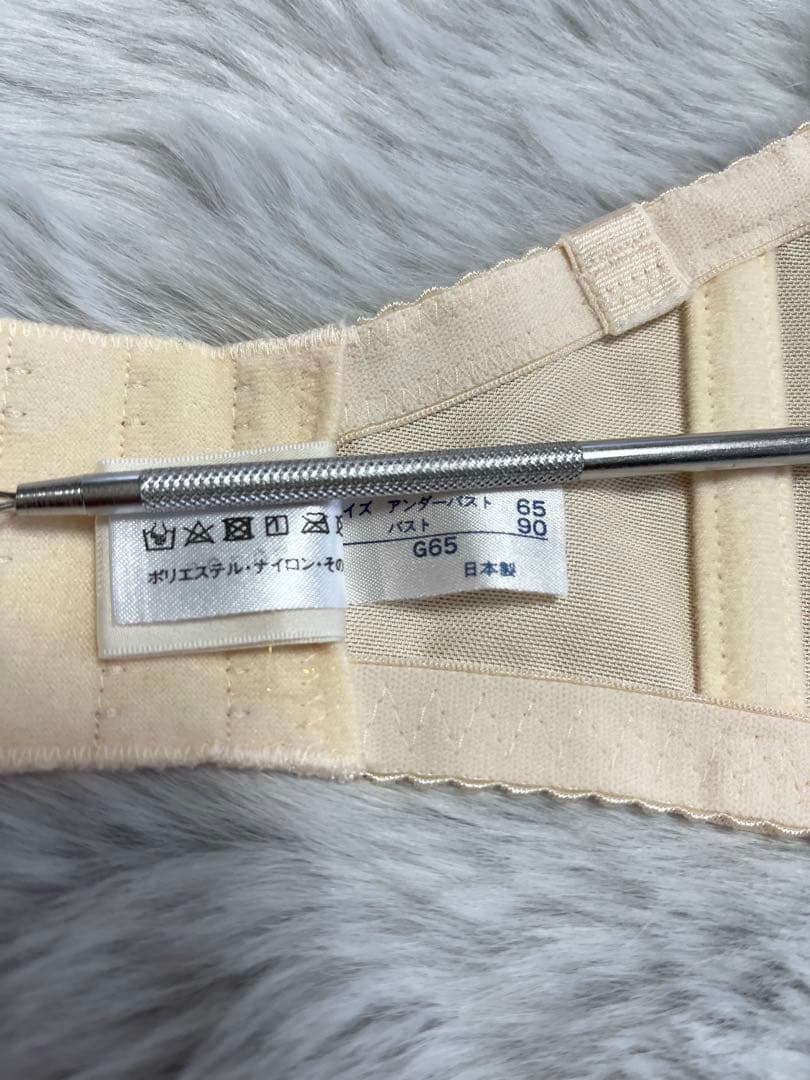 イズ アンダーバスト 65
バスト 90
G65
日本製
ポリエステル・ナイロン・その